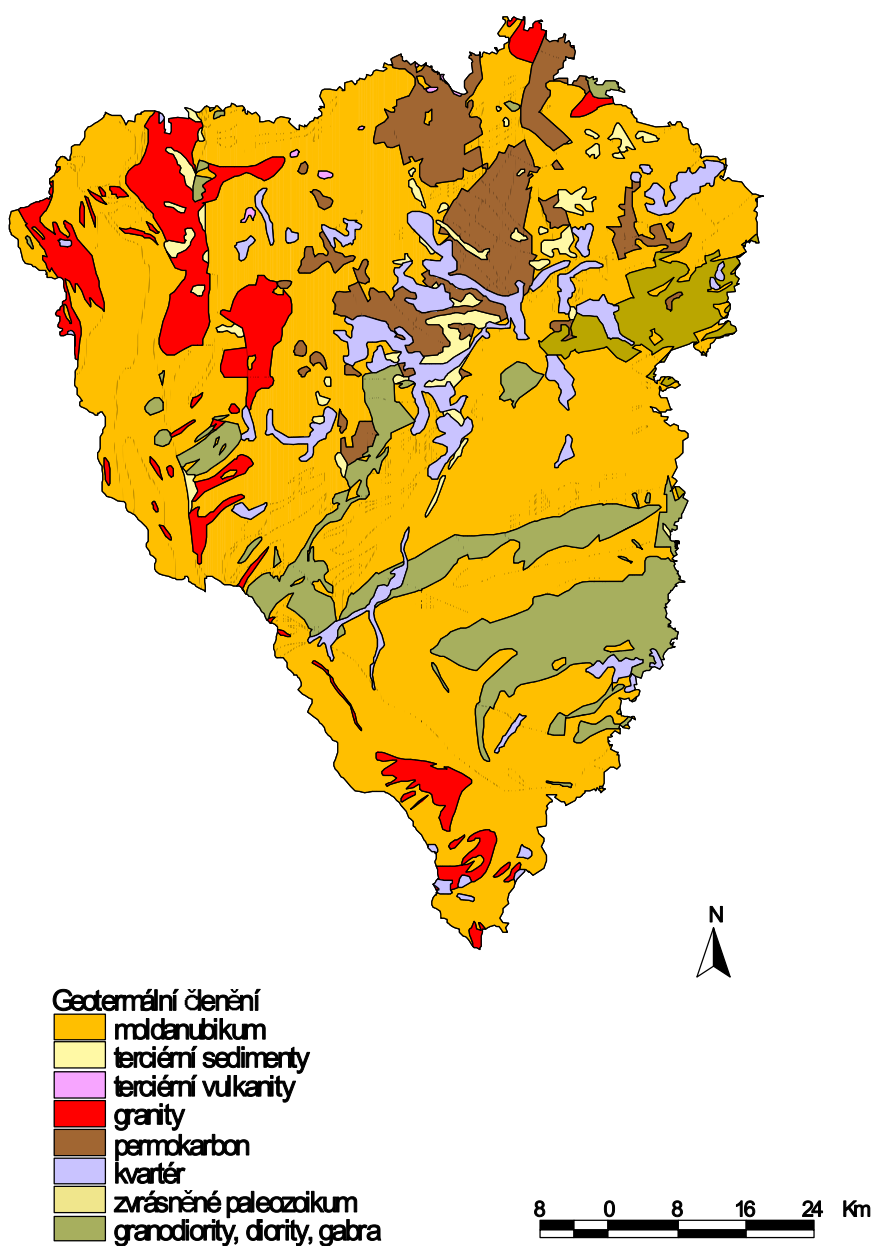 N
Geotermální členění
moldanubikum
terciérní sedimenty
terciérní vulkanity
granity
permokarbon
kvartér
zvrásněné paleozoikum
granodiority, diority, gabra
8 0 8 16 24 Km